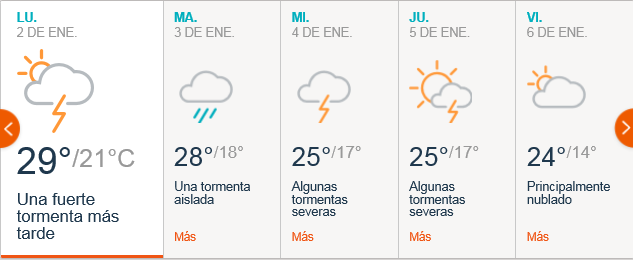 LU.
2 DE ENE.
29°/21°C
Una fuerte
tormenta más
tarde
MA.
3 DE ENE.
28°/18°
Una tormenta
aislada
Más
MI.
4 DE ENE.
25°/17°
Algunas
tormentas
severas
Más
JU.
5 DE ENE.
25°/17°
Algunas
tormentas
severas
Más
VI.
6 DE ENE.
24°/14°
Principalmente
nublado
Más